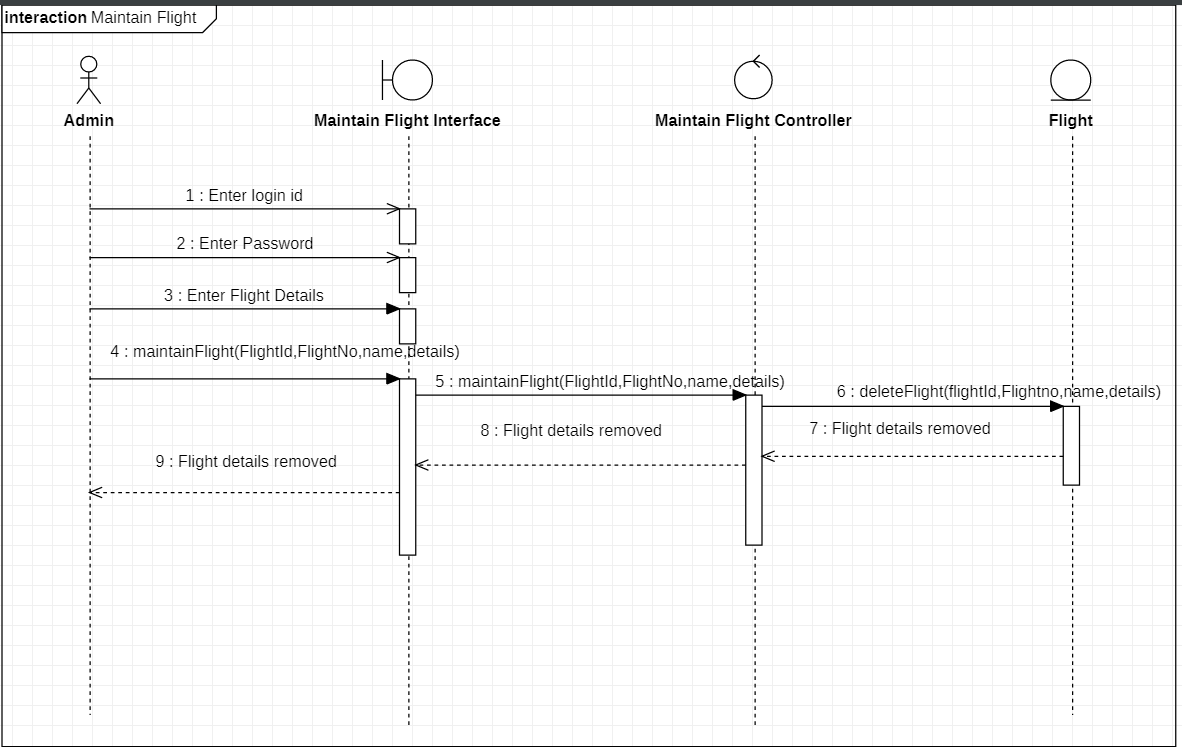 interaction Maintain Flight
Admin
Maintain Flight Interface
Maintain Flight Controller
Flight
1 : Enter login id
2 : Enter Password
3 : Enter Flight Details
4 : maintainFlight(FlightId,FlightNo,name,details)
5 : maintainFlight(FlightId,FlightNo,name,details)
6 : deleteFlight(flightId,Flightno,name,details)
7 : Flight details removed
8 : Flight details removed
9 : Flight details removed